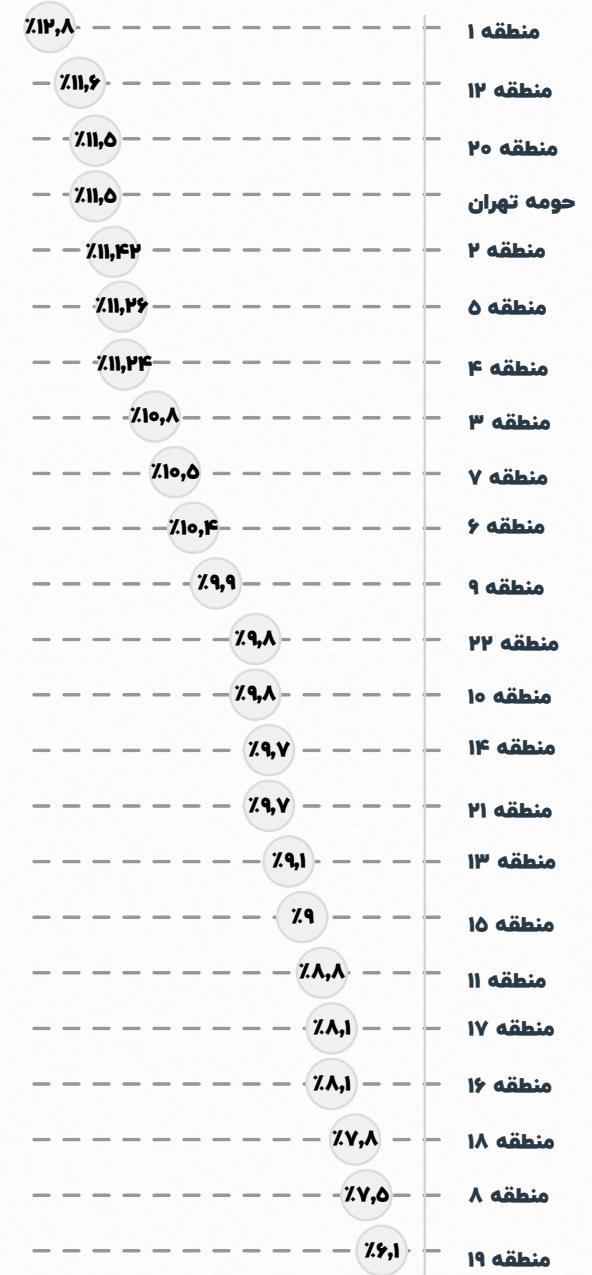 منطقه ۱ ٪۱۲,۸
منطقه ۱۲ ٪۱۱,۶
منطقه ۲۰ ٪۱۱,۵
حومه تهران ٪۱۱,۵
منطقه ۲ ٪۱۱,۴۲
منطقه ۵ ٪۱۱,۲۶
منطقه ۴ ٪۱۱,۲۴
منطقه ۳ ٪۱۰,۸
منطقه ۷ ٪۱۰,۵
منطقه ۶ ٪۱۰,۴
منطقه ۹ ٪۹,۹
منطقه ۲۲ ٪۹,۸
منطقه ۱۰ ٪۹,۸
منطقه ۱۴ ٪۹,۷
منطقه ۲۱ ٪۹,۷
منطقه ۱۳ ٪۹,۱
منطقه ۱۵ ٪۹
منطقه ۱۱ ٪۸,۸
منطقه ۱۷ ٪۸,۱
منطقه ۱۶ ٪۸,۱
منطقه ۱۸ ٪۷,۸
منطقه ۸ ٪۷,۵
منطقه ۱۹ ٪۶,۱